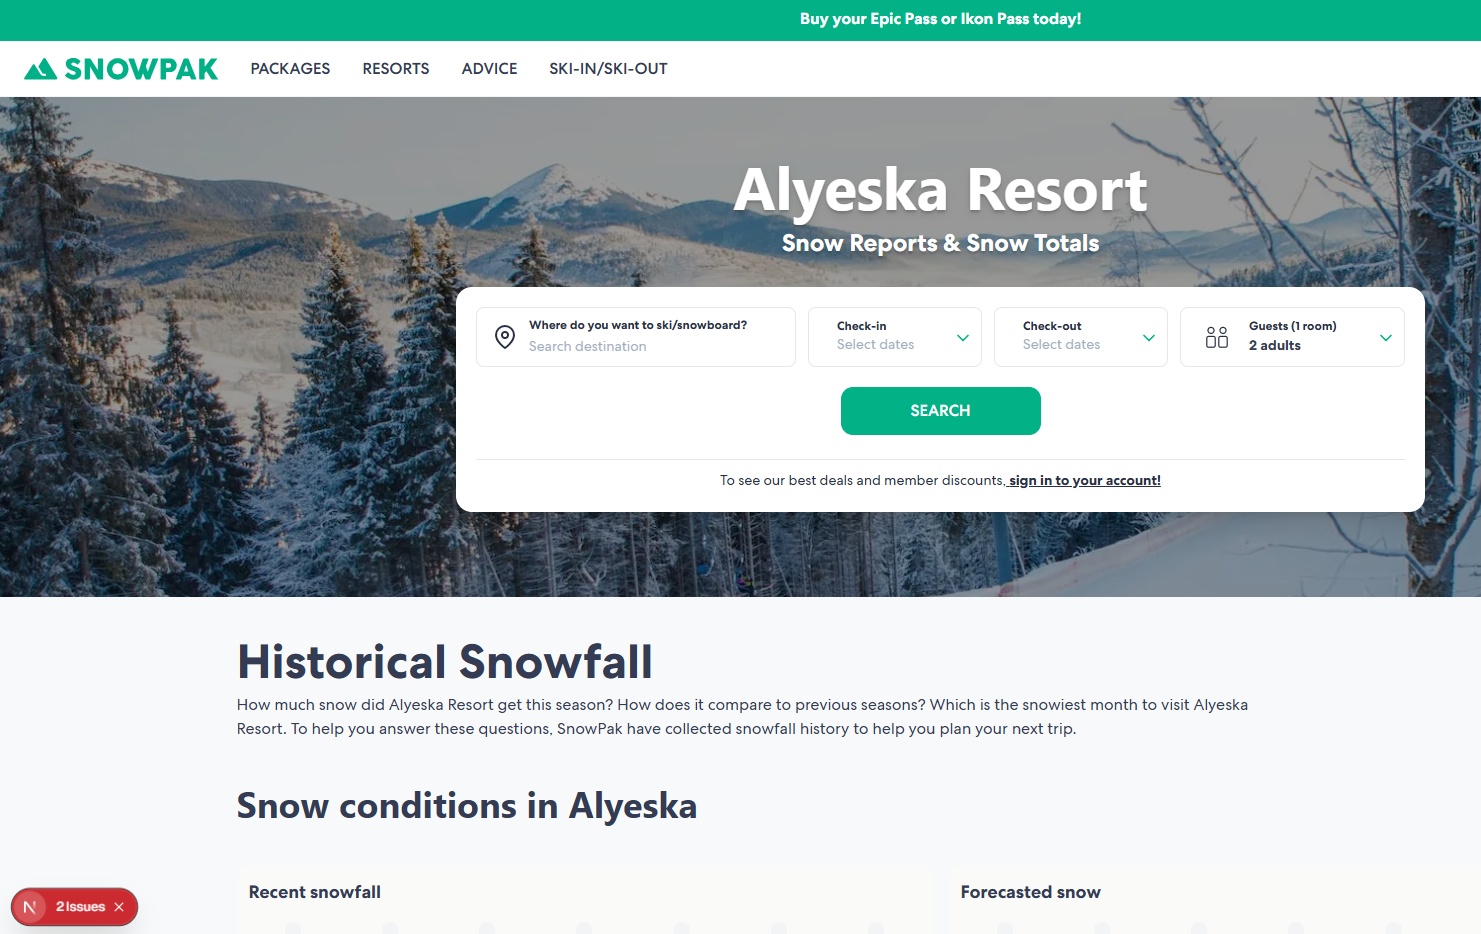 Buy your Epic Pass or Ikon Pass today!
SNOWPAK
PACKAGES
RESORTS
ADVICE
SKI-IN/SKI-OUT
Alyeska Resort
Snow Reports & Snow Totals
Where do you want to ski/snowboard?
Search destination
Check-in
Select dates
Check-out
Select dates
Guests (1 room)
2 adults
SEARCH
To see our best deals and member discounts, sign in to your account!
Historical Snowfall
How much snow did Alyeska Resort get this season? How does it compare to previous seasons? Which is the snowiest month to visit Alyeska
Resort. To help you answer these questions, SnowPak have collected snowfall history to help you plan your next trip.
Snow conditions in Alyeska
Recent snowfall
Forecasted snow
N
2 Issues